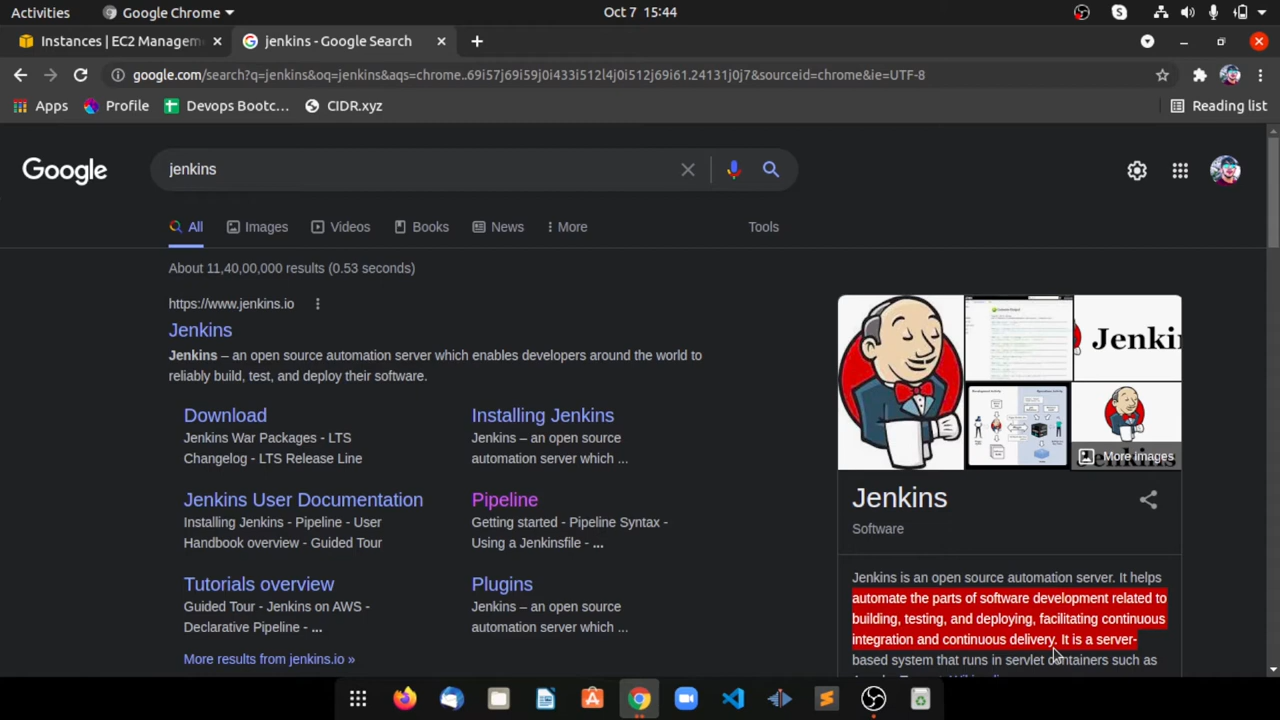 Activities
Google Chrome
Oct 7 15:44
Instances | EC2 Managem
jenkins - Google Search
google.com/search?q=jenkins&oq=jenkins&aqs=chrome..69i57j69i59j0i433i512l4j0i512j69i61.24131j0j7&sourceid=chrome&ie=UTF-8
Apps
Profile
Devops Bootc...
CIDR.xyz
Reading list
Google
jenkins
All
Images
Videos
Books
News
More
Tools
About 11,40,00,000 results (0.53 seconds)
https://www.jenkins.io
Jenkins
Jenkins – an open source automation server which enables developers around the world to
reliably build, test, and deploy their software.
Download
Jenkins War Packages - LTS
Changelog - LTS Release Line
Installing Jenkins
Jenkins – an open source
automation server which ...
Jenkins User Documentation
Installing Jenkins - Pipeline - User
Handbook overview - Guided Tour
Pipeline
Getting started - Pipeline Syntax -
Using a Jenkinsfile - ...
Tutorials overview
Guided Tour - Jenkins on AWS -
Declarative Pipeline - ...
Plugins
Jenkins – an open source
automation server which ...
More results from jenkins.io »
Jenkin
More images
Jenkins
Software
Jenkins is an open source automation server. It helps
automate the parts of software development related to
building, testing, and deploying, facilitating continuous
integration and continuous delivery. It is a server-
based system that runs in servlet containers such as